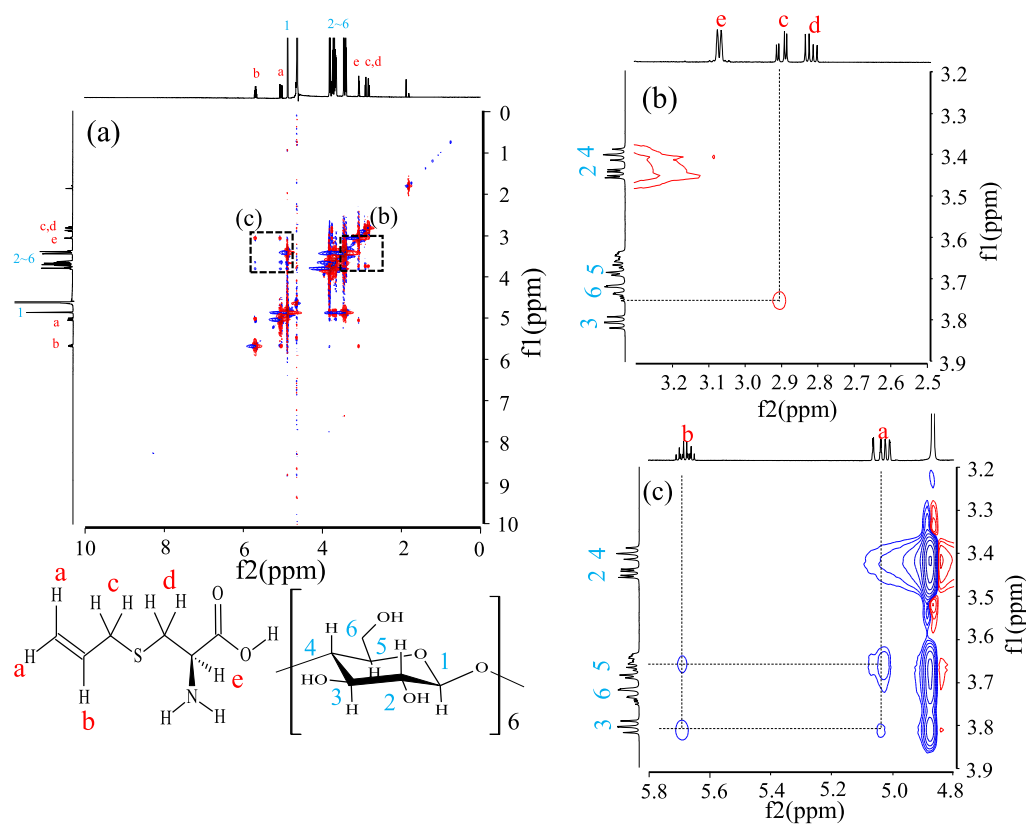 1
2~6
b
a
e
c,d
(a)
(c)
(b)
c,d
e
2~6
1
a
b
0
1
2
3
4
5
6
7
8
9
10
f1(ppm)
10
8
6
4
2
0
f2(ppm)
e
c
d
(b)
2 4
5
6
3
3.2
3.3
3.4
3.5
3.6
3.7
3.8
3.9
f1(ppm)
3.2
3.1
3.0
2.9
2.8
2.7
2.6
2.5
f2(ppm)
b
a
(c)
2 4
5
6
3
3.2
3.3
3.4
3.5
3.6
3.7
3.8
3.9
f1(ppm)
5.8
5.6
5.4
5.2
5.0
4.8
f2(ppm)
a
c
d
H
H H
H H
O
a H
S
O
H
H
b
H
e
N
H
H
6
OH
4
H
5
H
O
1
O
H
HO
3
H
2
OH
H
6